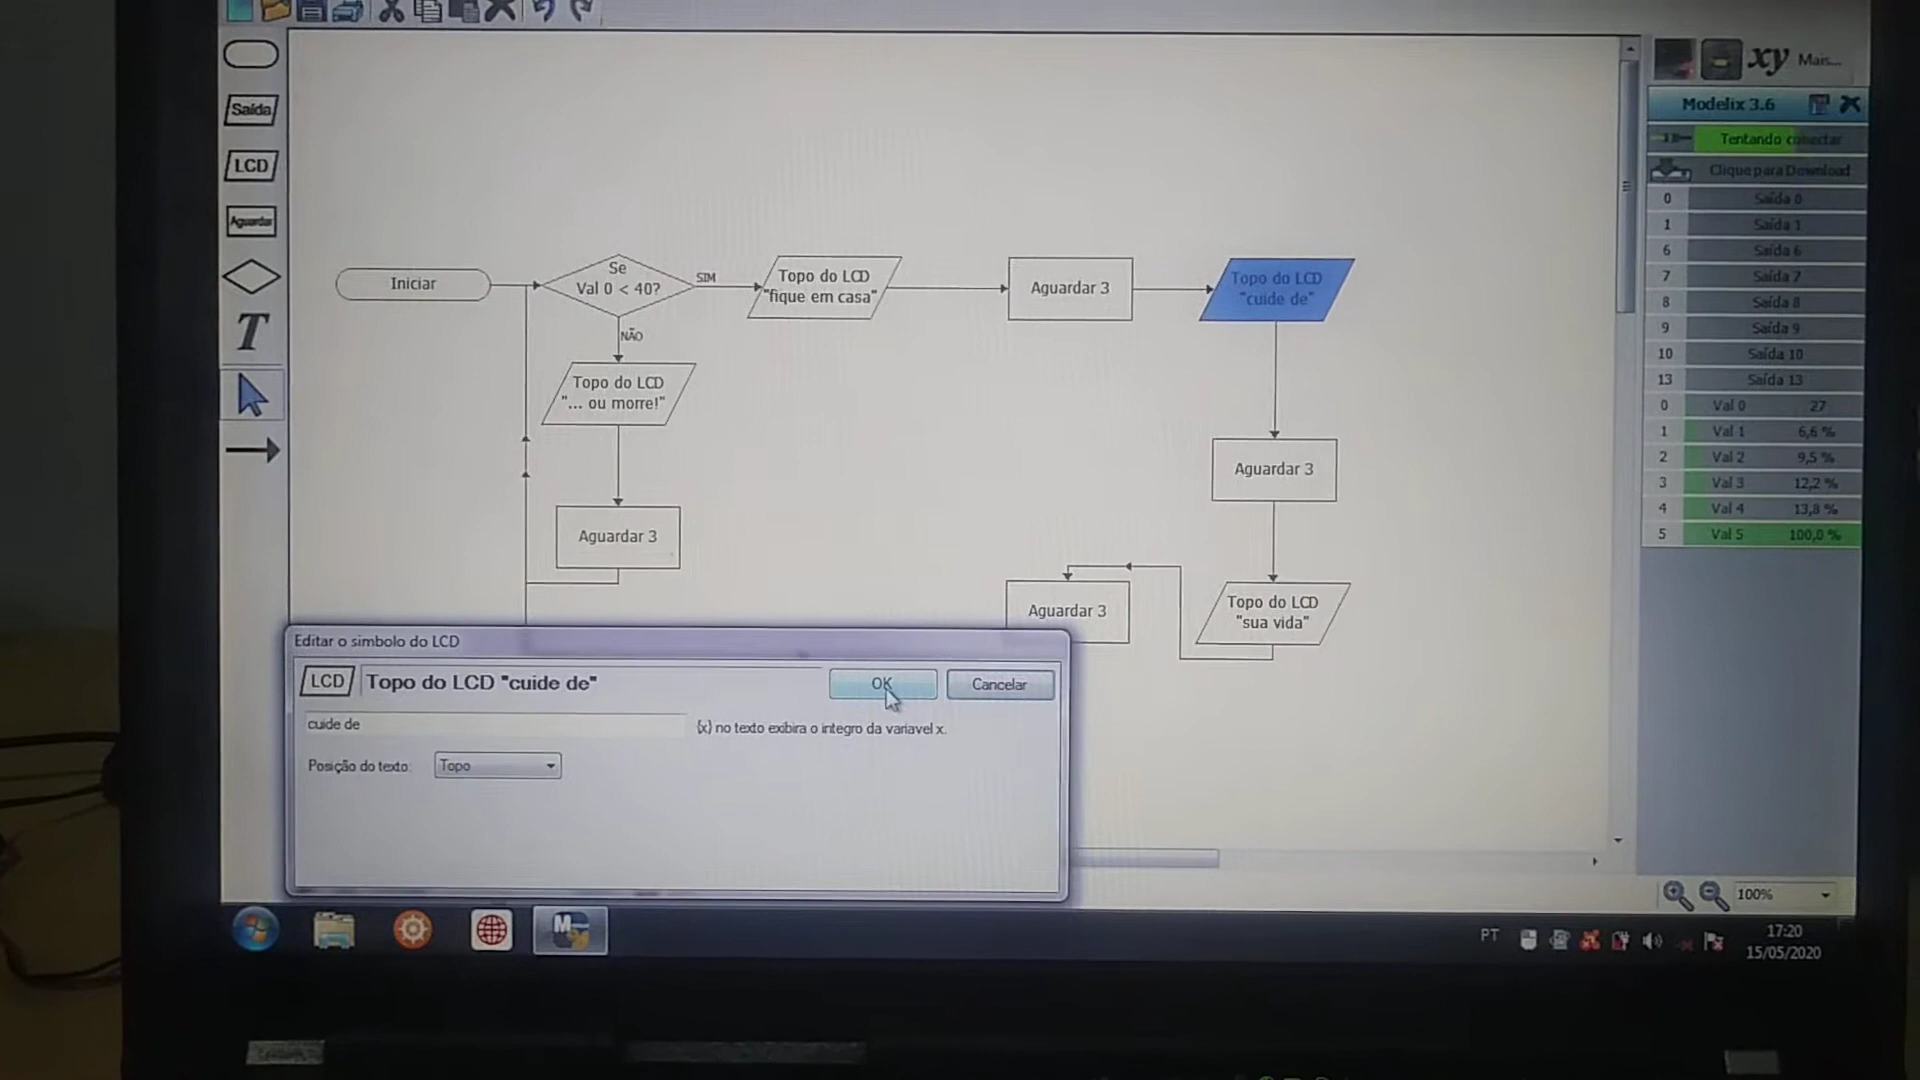 Saída
LCD
Aguardar
T
Iniciar
Se
Val 0 < 40?
SIM
NÃO
Topo do LCD
"fique em casa"
Aguardar 3
Topo do LCD
"cuide de"
Topo do LCD
"... ou morre!"
Aguardar 3
Aguardar 3
Topo do LCD
"sua vida"
Aguardar 3
Editar o simbolo do LCD
LCD
Topo do LCD "cuide de"
OK
Cancelar
cuide de
{x} no texto exibira o integro da variavel x.
Posição do texto:
Topo
xy
Mais...
Modelix 3.6
Tentando conectar
Clique para Download
0 Saída 0
1 Saída 1
6 Saída 6
7 Saída 7
8 Saída 8
9 Saída 9
10 Saída 10
13 Saída 13
0 Val 0 27
1 Val 1 6,6 %
2 Val 2 9,5 %
3 Val 3 12,2 %
4 Val 4 13,8 %
5 Val 5 100,0 %
100%
M
PT
17:20
15/05/2020